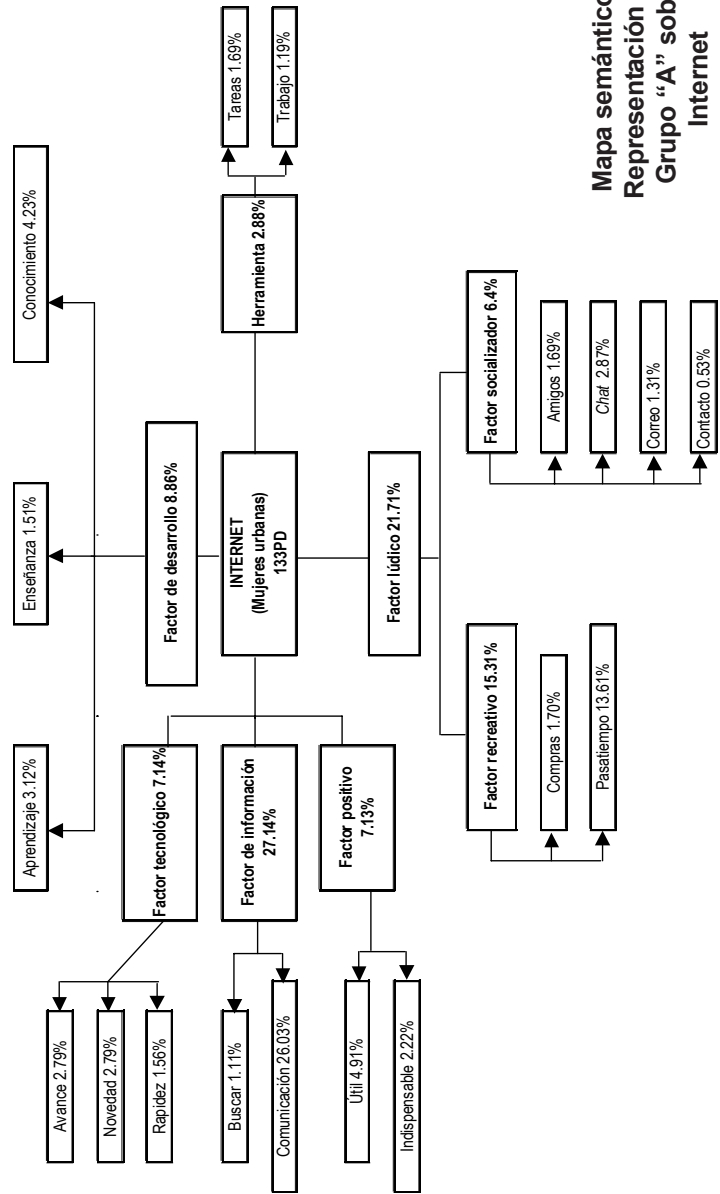 Aprendizaje 3.12%
Enseñanza 1.51%
Conocimiento 4.23%
Avance 2.79%
Novedad 2.79%
Rapidez 1.56%
Factor tecnológico 7.14%
Factor de desarrollo 8.86%
Buscar 1.11%
Comunicación 26.03%
Factor de información
27.14%
INTERNET
(Mujeres urbanas)
133PD
Herramienta 2.88%
Tareas 1.69%
Trabajo 1.19%
Útil 4.91%
Indispensable 2.22%
Factor positivo
7.13%
Factor lúdico 21.71%
Factor recreativo 15.31%
Compras 1.70%
Pasatiempo 13.61%
Factor socializador 6.4%
Amigos 1.69%
Chat 2.87%
Correo 1.31%
Contacto 0.53%
Mapa semántico
Representación
Grupo “A” sob
Internet